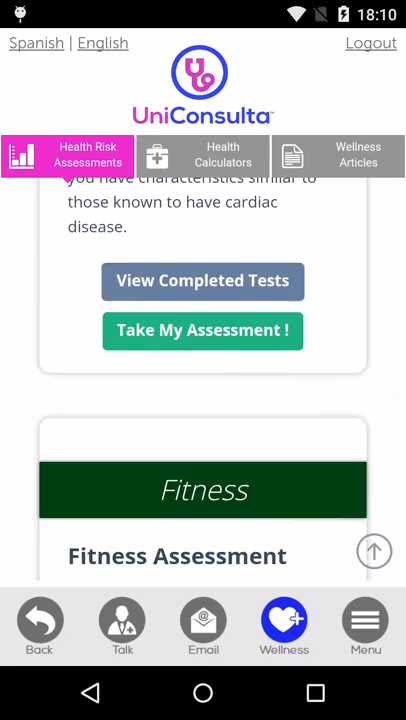 18:10
Spanish | English
Logout
UniConsulta
Health Risk
Assessments
Health
Calculators
Wellness
Articles
you have characteristics similar to
those known to have cardiac
disease.
View Completed Tests
Take My Assessment !
Fitness
Fitness Assessment
Back
Talk
Email
Wellness
Menu